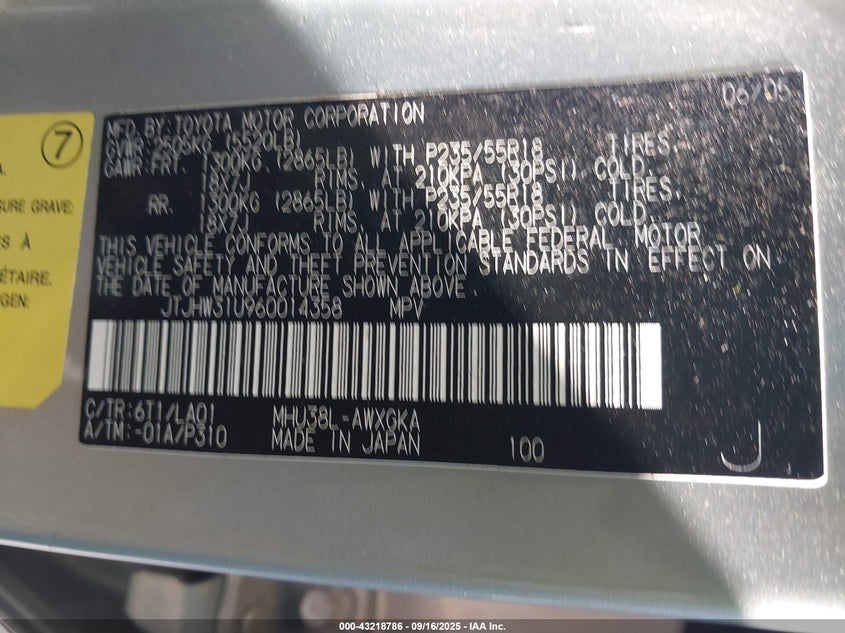 06/05
MFD.BY:TOYOTA MOTOR CORPORATION
GVWR:2505KG (5520LB)
GAWR:FRT. 1300KG (2865LB) WITH P235/55R18 TIRES.
18X7J RIMS, AT 210KPA (30PSI) COLD.
RR. 1300KG (2865LB) WITH P235/55R18 TIRES.
18X7J RIMS, AT 210KPA (30PSI) COLD.
THIS VEHICLE CONFORMS TO ALL APPLICABLE FEDERAL MOTOR
VEHICLE SAFETY AND THEFT PREVENTION STANDARDS IN EFFECT ON
THE DATE OF MANUFACTURE SHOWN ABOVE.
JTJHW31U960014358 MPV
C/TR:6T1/LA01 MHU38L-AWXGKA
A/TM:-01A/P310 MADE IN JAPAN 100 J
7
A.
SURE GRAVE:
S À
ÉTAIRE.
GEN:
000-43218786 - 09/16/2025 - IAA Inc.